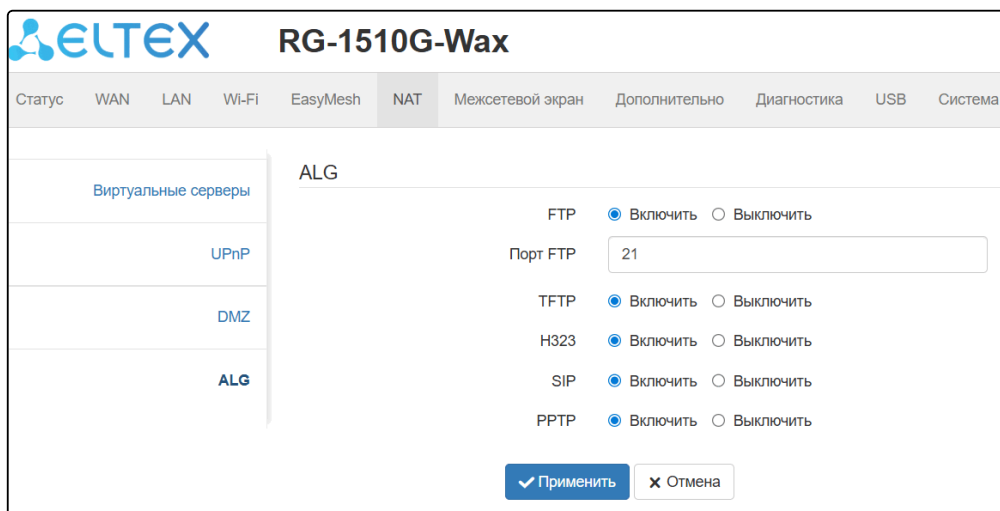 ELTEX RG-1510G-Wax
Статус WAN LAN Wi-Fi EasyMesh NAT Межсетевой экран Дополнительно Диагностика USB Система
Виртуальные серверы
UPnP
DMZ
ALG
ALG
FTP Включить Выключить
Порт FTP 21
TFTP Включить Выключить
H323 Включить Выключить
SIP Включить Выключить
PPTP Включить Выключить
Применить Отмена